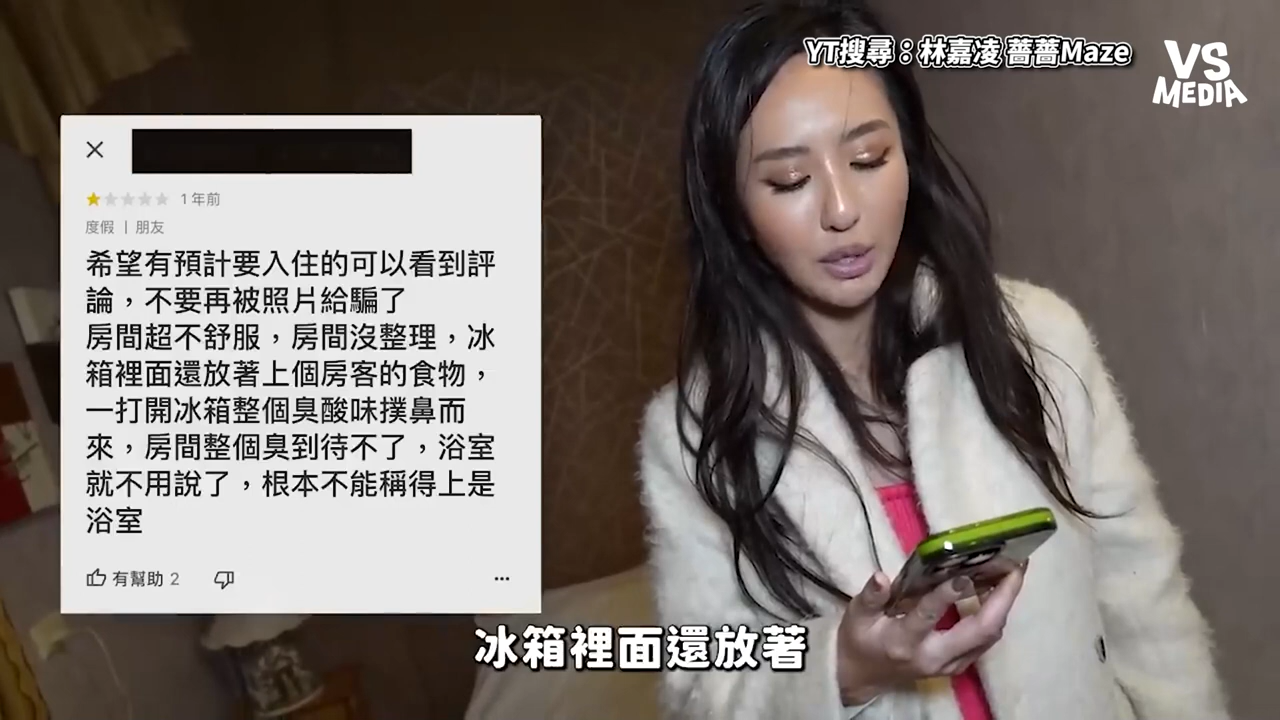 YT搜尋：林嘉凌 薔薔Maze
VS
MEDIA
1 年前
度假 | 朋友
希望有預計要入住的可以看到評
論，不要再被照片給騙了
房間超不舒服，房間沒整理，冰
箱裡面還放著上個房客的食物，
一打開冰箱整個臭酸味撲鼻而
來，房間整個臭到待不了，浴室
就不用說了，根本不能稱得上是
浴室
有幫助 2
冰箱裡面還放著